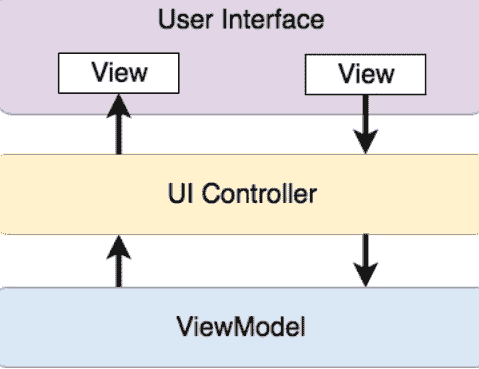 User Interface
View
View
UI Controller
ViewModel